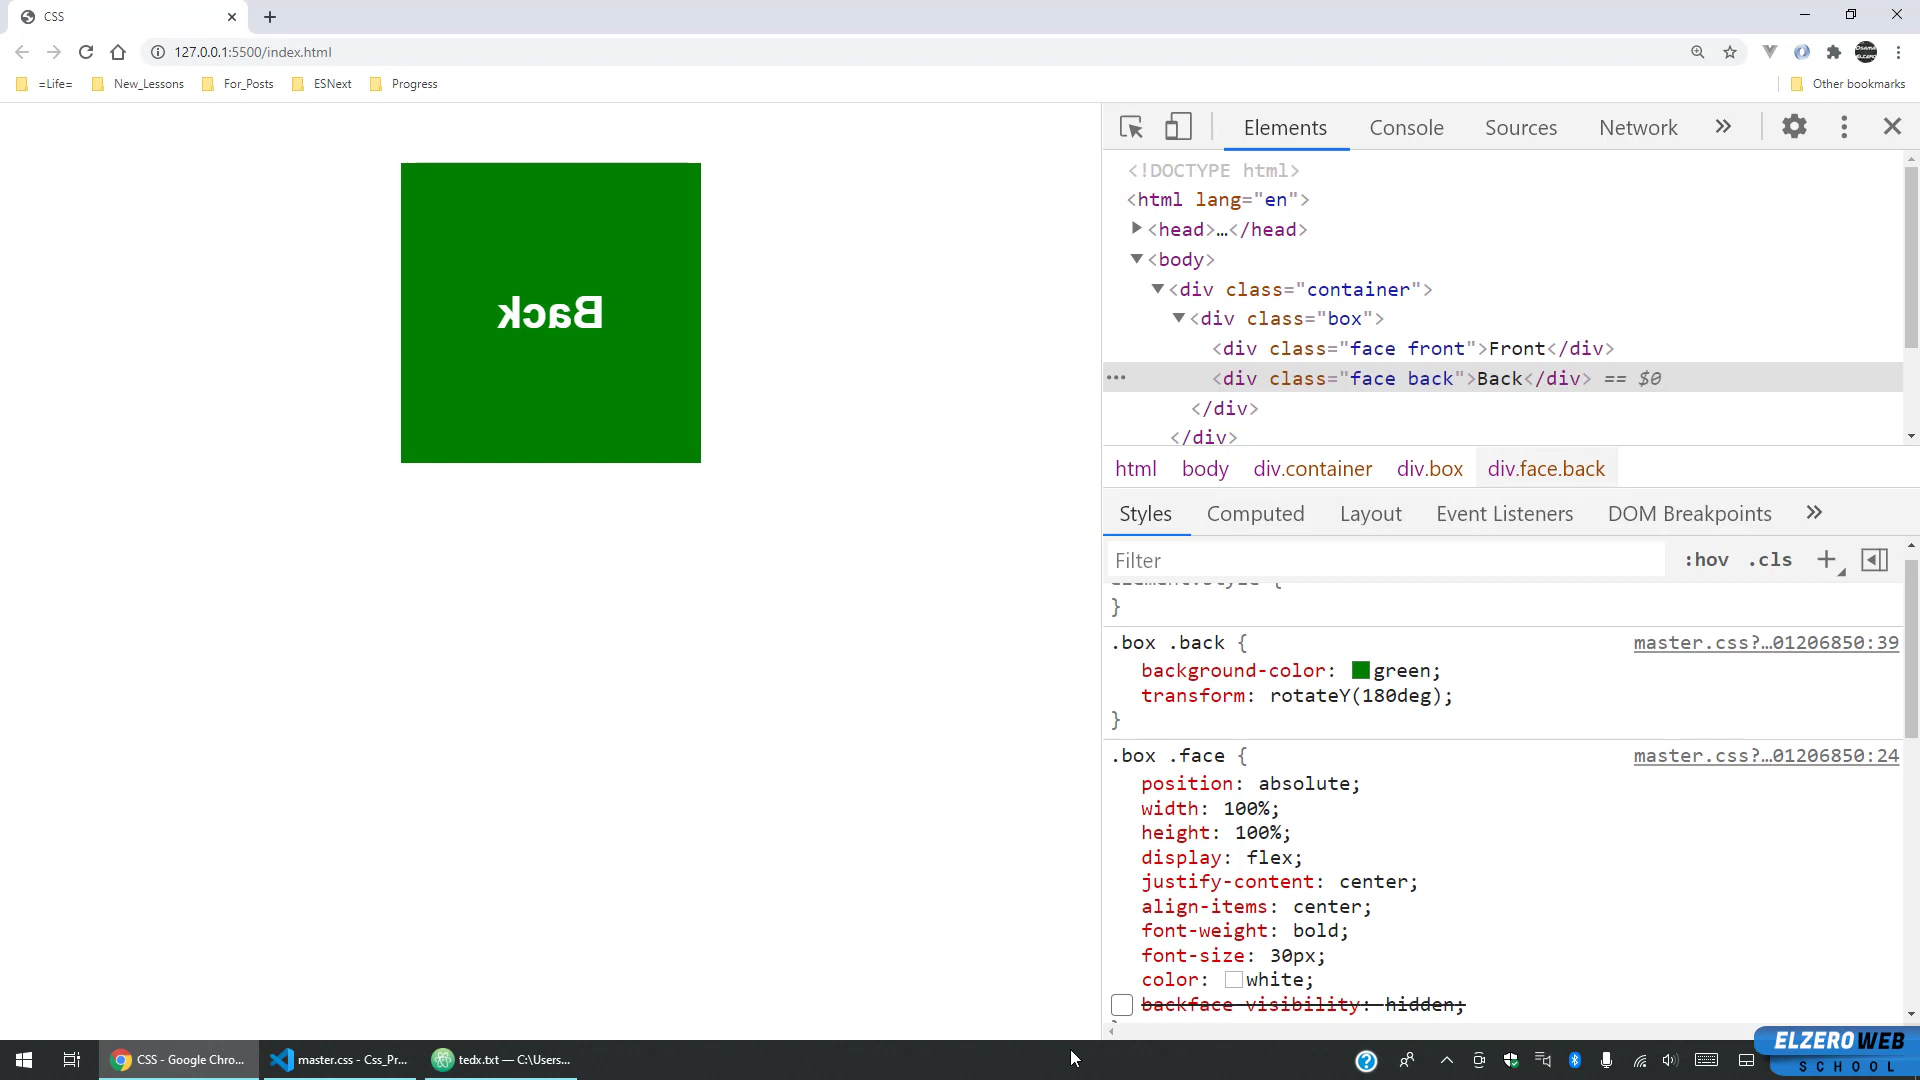 CSS
127.0.0.1:5500/index.html
=Life= New_Lessons For_Posts ESNext Progress Other bookmarks
Back
Elements Console Sources Network
<!DOCTYPE html>
<html lang="en">
<head>…</head>
<body>
<div class="container">
<div class="box">
<div class="face front">Front</div>
<div class="face back">Back</div> == $0
</div>
</div>
html body div.container div.box div.face.back
Styles Computed Layout Event Listeners DOM Breakpoints
Filter :hov .cls
element.style {
}
.box .back { master.css?…01206850:39
background-color: green;
transform: rotateY(180deg);
}
.box .face { master.css?…01206850:24
position: absolute;
width: 100%;
height: 100%;
display: flex;
justify-content: center;
align-items: center;
font-weight: bold;
font-size: 30px;
color: white;
backface-visibility: hidden;
CSS - Google Chro... master.css - Css_Pr... tedx.txt — C:\Users...
ELZEROWEB
SCHOOL